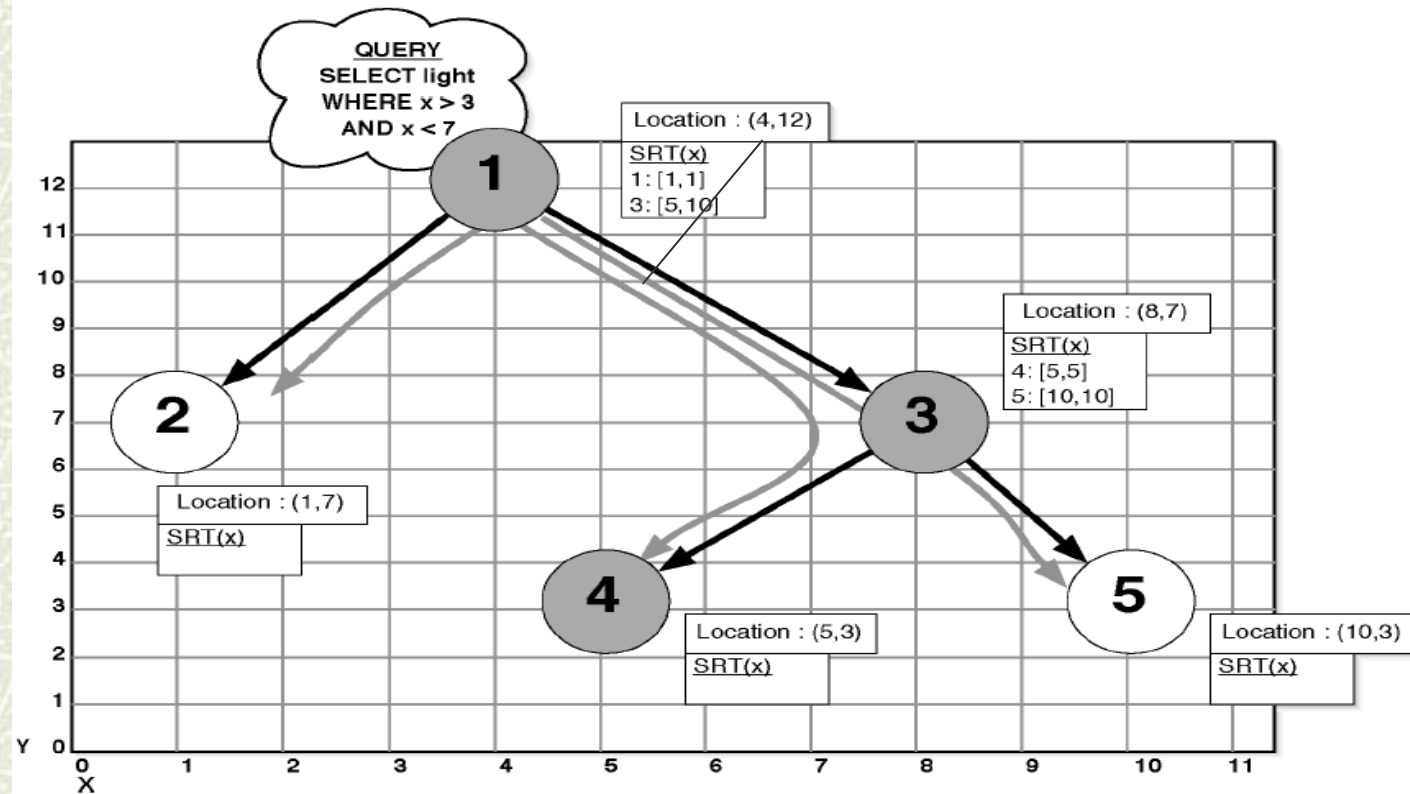 QUERY
SELECT light
WHERE x > 3
AND x < 7
Location : (4,12)
SRT(x)
1: [1,1]
3: [5,10]
1
Location : (8,7)
SRT(x)
4: [5,5]
5: [10,10]
2
3
Location : (1,7)
SRT(x)
4
5
Location : (5,3)
SRT(x)
Location : (10,3)
SRT(x)
12
11
10
9
8
7
6
5
4
3
2
1
Y 0
0 1 2 3 4 5 6 7 8 9 10 11
X